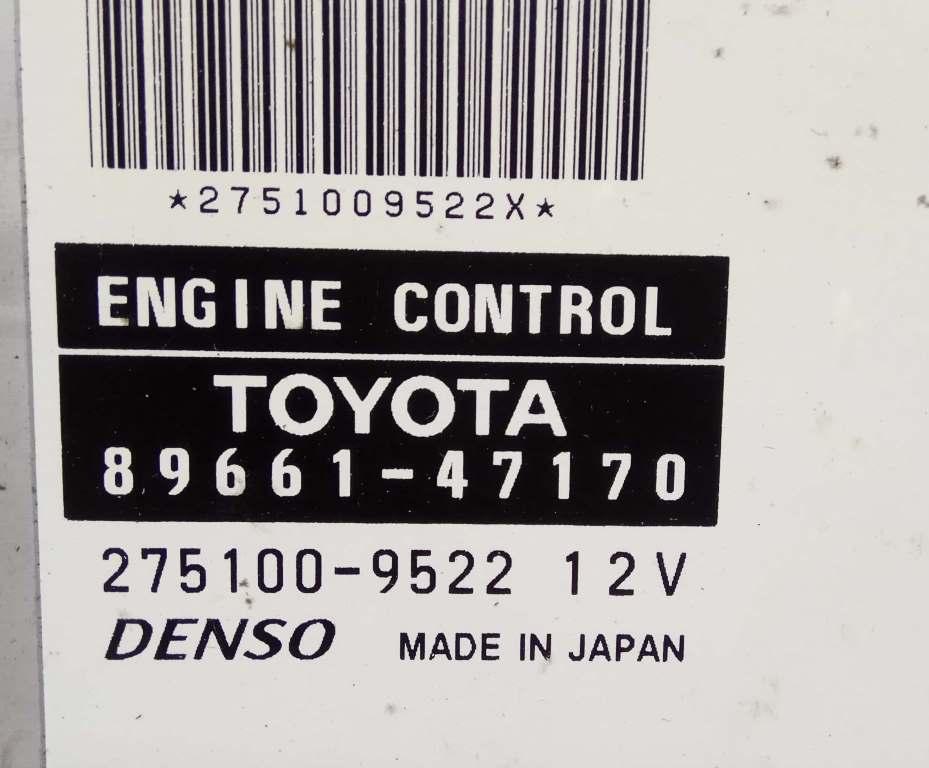 *2751009522X*
ENGINE CONTROL
TOYOTA
89661-47170
275100-9522 12V
DENSO MADE IN JAPAN